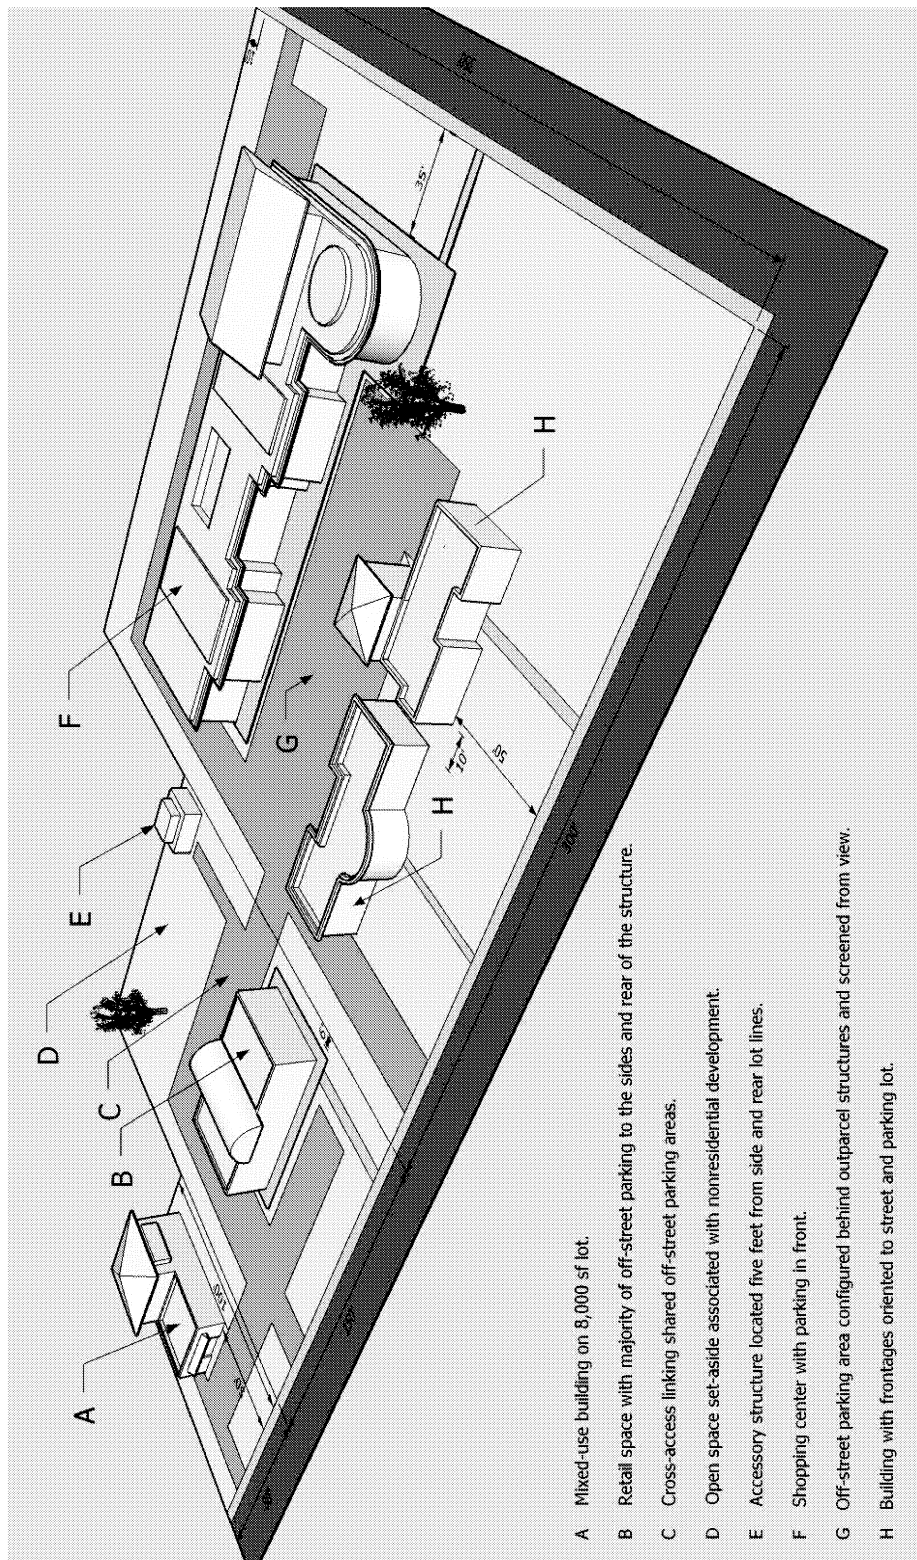 F
E
D
C
B
A
G
H
H
35'
50'
10'
300'
100'
A Mixed-use building on 8,000 sf lot.
B Retail space with majority of off-street parking to the sides and rear of the structure.
C Cross-access linking shared off-street parking areas.
D Open space set-aside associated with nonresidential development.
E Accessory structure located five feet from side and rear lot lines.
F Shopping center with parking in front.
G Off-street parking area configured behind outparcel structures and screened from view.
H Building with frontages oriented to street and parking lot.